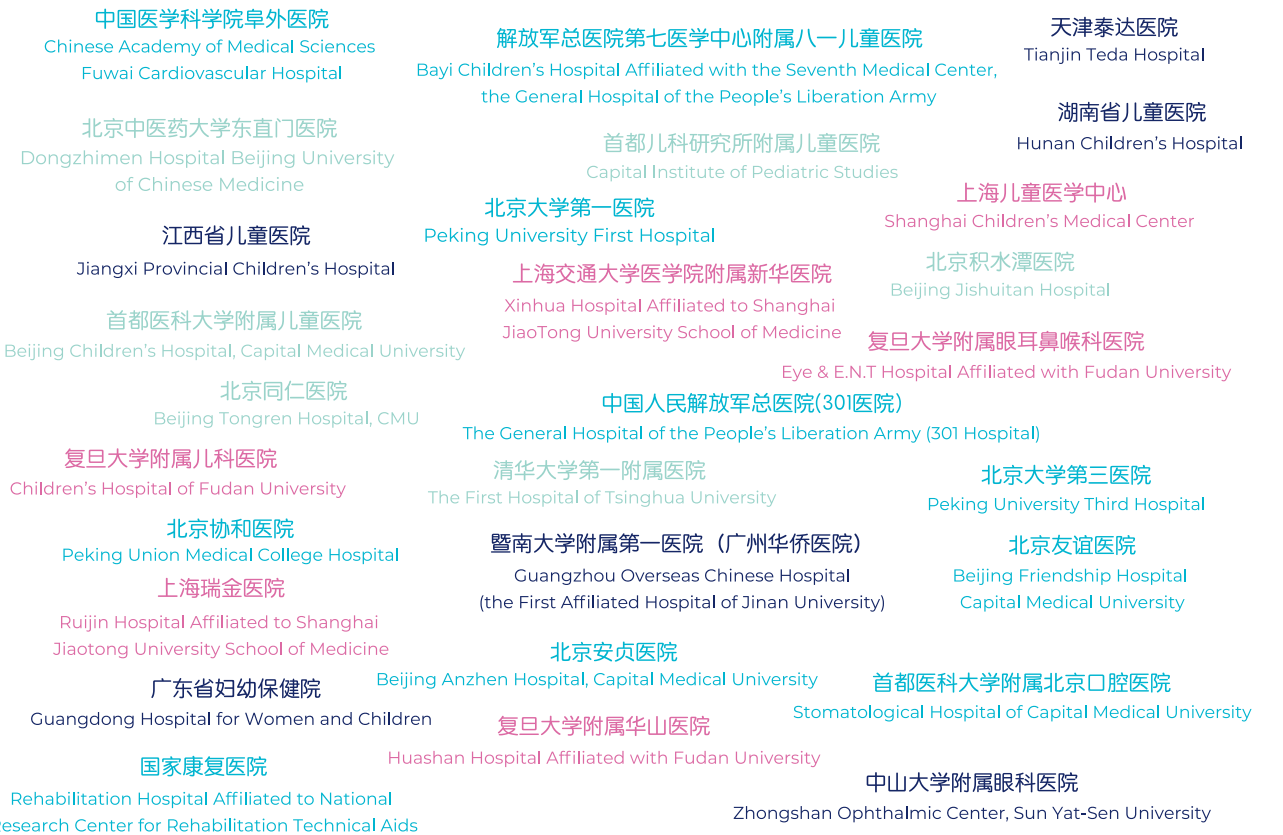 中国医学科学院阜外医院
Chinese Academy of Medical Sciences
Fuwai Cardiovascular Hospital
解放军总医院第七医学中心附属八一儿童医院
Bayi Children's Hospital Affiliated with the Seventh Medical Center,
the General Hospital of the People's Liberation Army
天津泰达医院
Tianjin Teda Hospital
湖南省儿童医院
Hunan Children's Hospital
北京中医药大学东直门医院
Dongzhimen Hospital Beijing University
of Chinese Medicine
首都儿科研究所附属儿童医院
Capital Institute of Pediatric Studies
上海儿童医学中心
Shanghai Children's Medical Center
北京大学第一医院
Peking University First Hospital
江西省儿童医院
Jiangxi Provincial Children's Hospital
上海交通大学医学院附属新华医院
Xinhua Hospital Affiliated to Shanghai
JiaoTong University School of Medicine
北京积水潭医院
Beijing Jishuitan Hospital
首都医科大学附属儿童医院
Beijing Children's Hospital, Capital Medical University
复旦大学附属眼耳鼻喉科医院
Eye & E.N.T Hospital Affiliated with Fudan University
北京同仁医院
Beijing Tongren Hospital, CMU
中国人民解放军总医院(301医院)
The General Hospital of the People's Liberation Army (301 Hospital)
复旦大学附属儿科医院
Children's Hospital of Fudan University
清华大学第一附属医院
The First Hospital of Tsinghua University
北京大学第三医院
Peking University Third Hospital
北京协和医院
Peking Union Medical College Hospital
暨南大学附属第一医院（广州华侨医院）
Guangzhou Overseas Chinese Hospital
(the First Affiliated Hospital of Jinan University)
北京友谊医院
Beijing Friendship Hospital
Capital Medical University
上海瑞金医院
Ruijin Hospital Affiliated to Shanghai
Jiaotong University School of Medicine
北京安贞医院
Beijing Anzhen Hospital, Capital Medical University
广东省妇幼保健院
Guangdong Hospital for Women and Children
首都医科大学附属北京口腔医院
Stomatological Hospital of Capital Medical University
复旦大学附属华山医院
Huashan Hospital Affiliated with Fudan University
国家康复医院
Rehabilitation Hospital Affiliated to National
Research Center for Rehabilitation Technical Aids
中山大学附属眼科医院
Zhongshan Ophthalmic Center, Sun Yat-Sen University